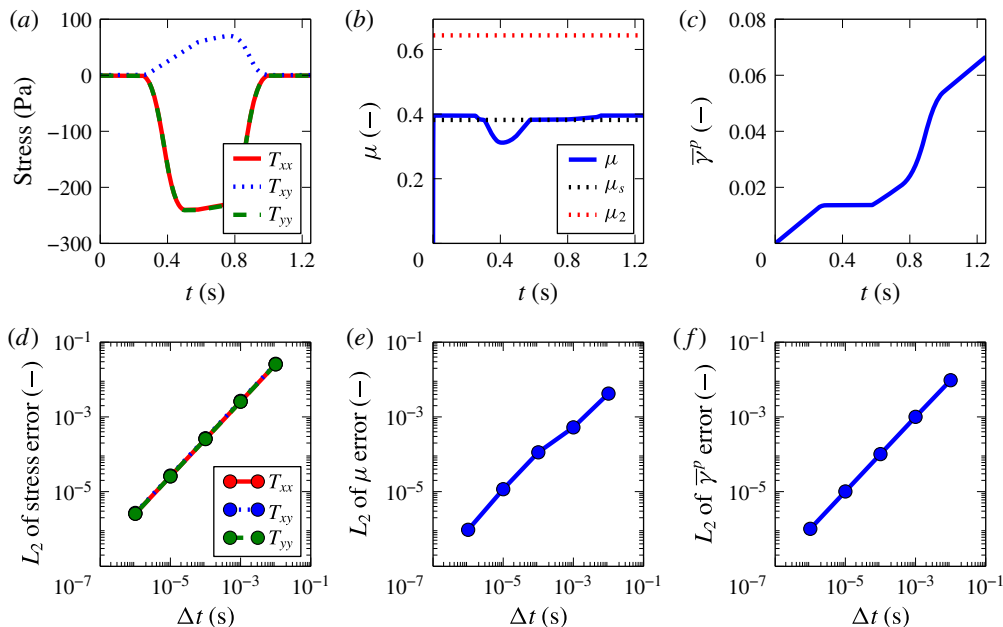 (a)
Stress (Pa)
100
0
−100
−200
−300
0
0.4
0.8
1.2
t (s)
T_xx
T_xy
T_yy
(b)
μ (—)
0.6
0.4
0.2
0
0
0.4
0.8
1.2
t (s)
μ
μ_s
μ_2
(c)
γ̅^p (—)
0.08
0.06
0.04
0.02
0
0.4
0.8
1.2
t (s)
(d)
L_2 of stress error (—)
10^−1
10^−3
10^−5
10^−7
10^−5
10^−3
10^−1
Δt (s)
T_xx
T_xy
T_yy
(e)
L_2 of μ error (—)
10^−1
10^−3
10^−5
10^−7
10^−5
10^−3
10^−1
Δt (s)
(f)
L_2 of γ̅^p error (—)
10^−1
10^−3
10^−5
10^−7
10^−5
10^−3
10^−1
Δt (s)